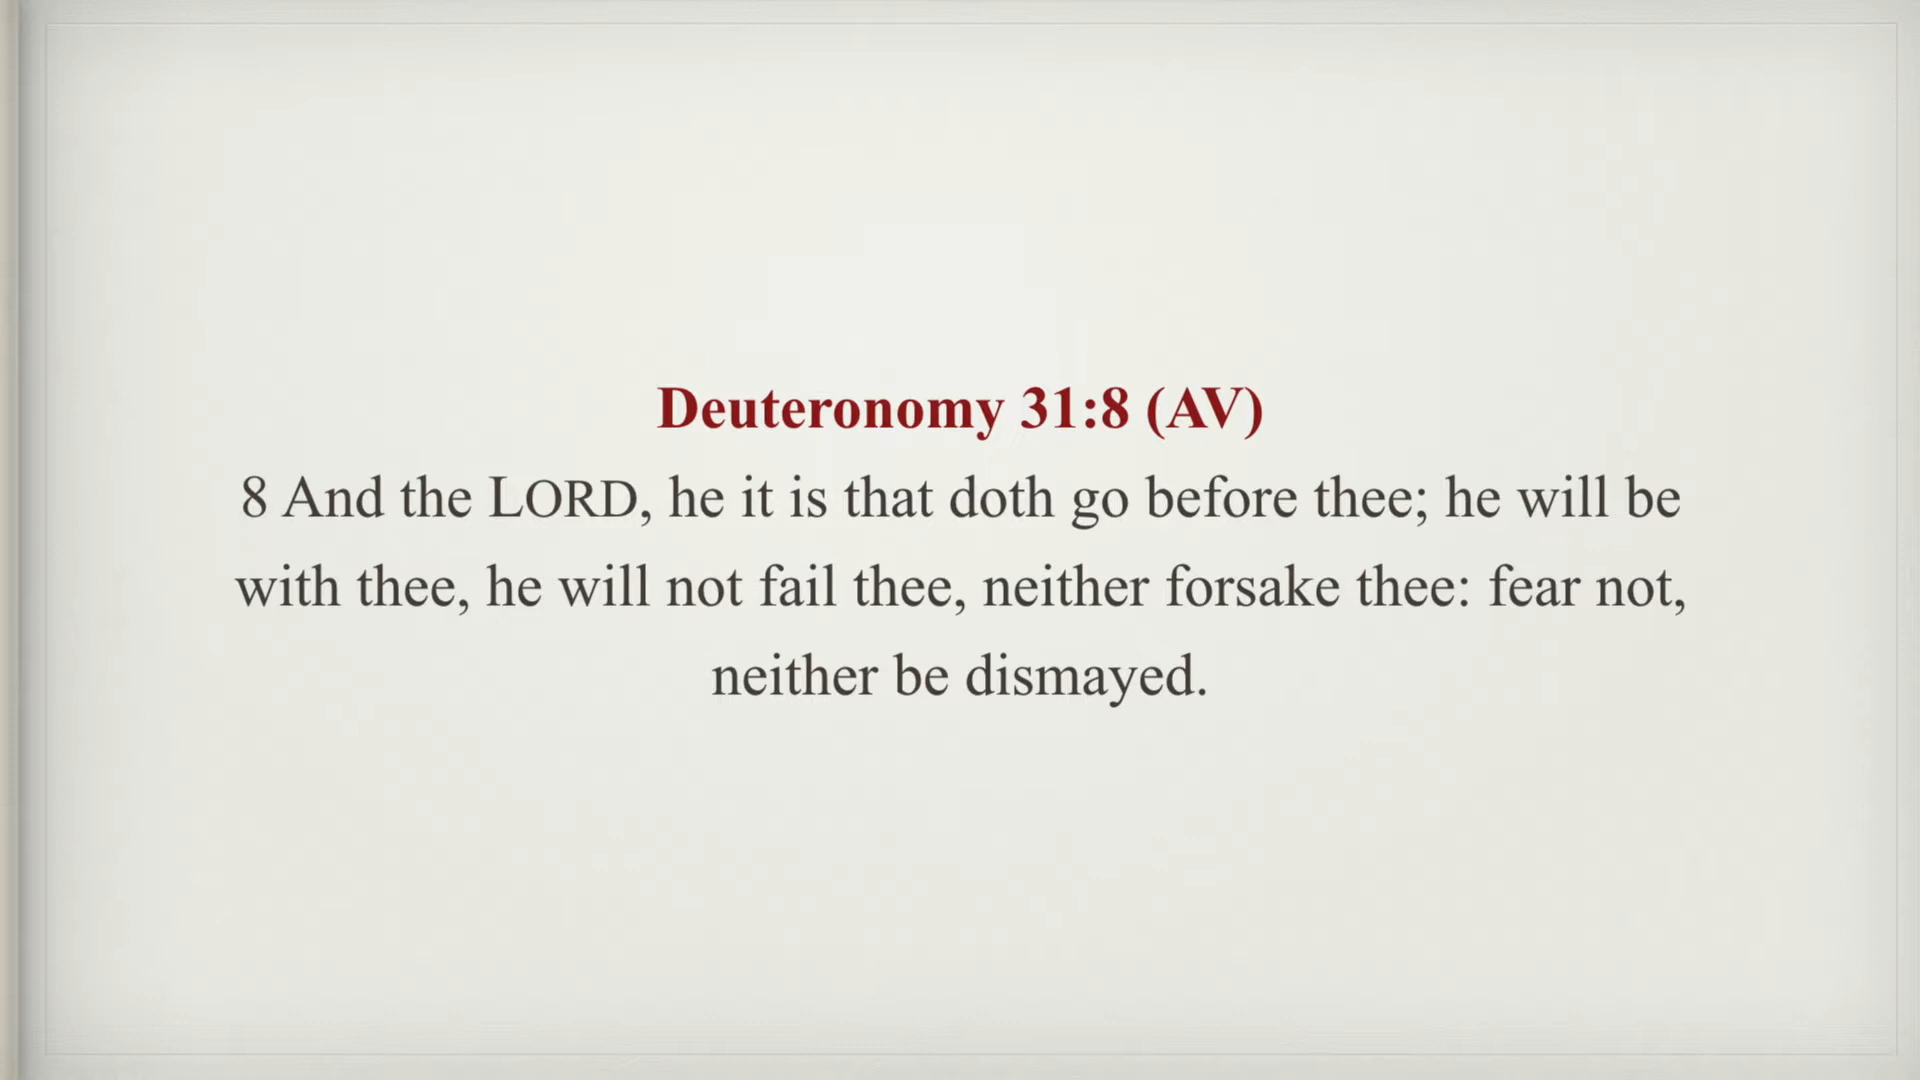 Deuteronomy 31:8 (AV)
8 And the LORD, he it is that doth go before thee; he will be
with thee, he will not fail thee, neither forsake thee: fear not,
neither be dismayed.